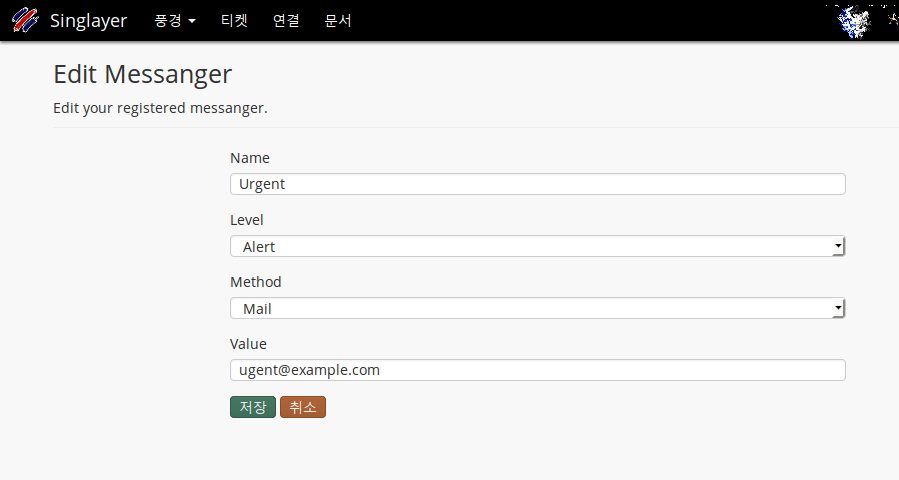 Singlayer 풍경 티켓 연결 문서
Edit Messanger
Edit your registered messanger.
Name
Urgent
Level
Alert
Method
Mail
Value
ugent@example.com
저장 취소